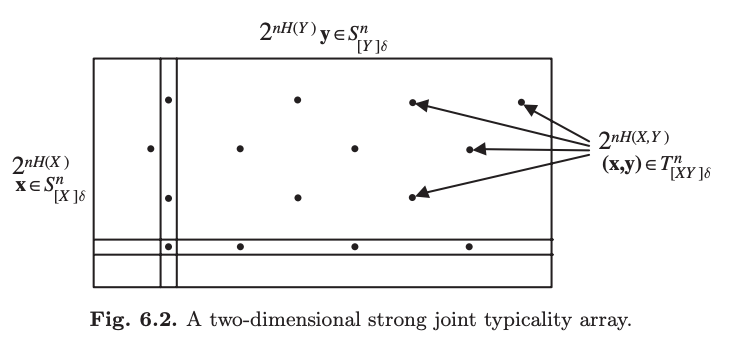 2^{nH(Y)} y ∈ S^n_{[Y]δ}
2^{nH(X)}
x ∈ S^n_{[X]δ}
2^{nH(X,Y)}
(x,y) ∈ T^n_{[XY]δ}
Fig. 6.2. A two-dimensional strong joint typicality array.